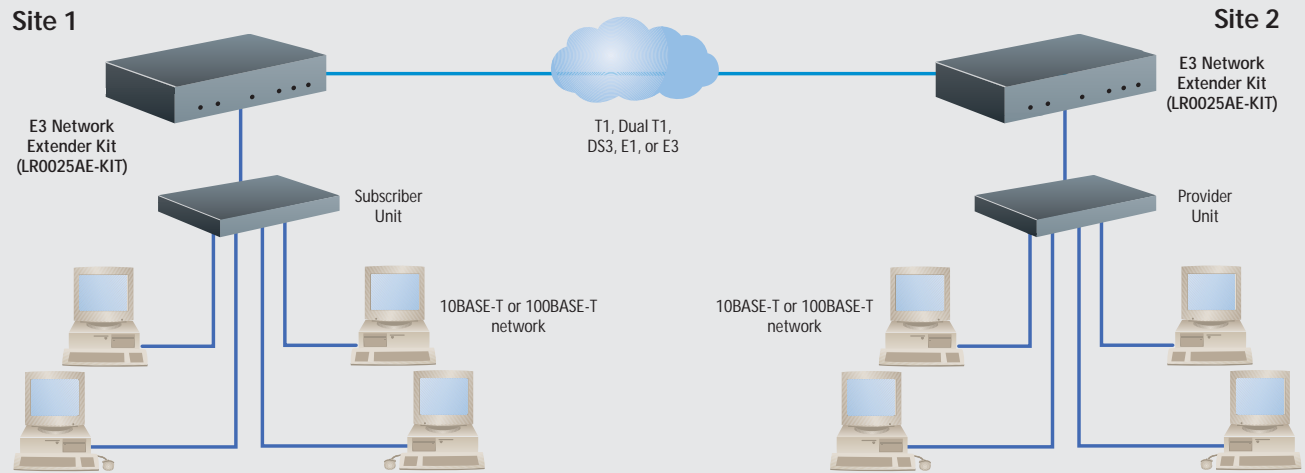 Site 1
Site 2
E3 Network
Extender Kit
(LR0025AE-KIT)
T1, Dual T1,
DS3, E1, or E3
E3 Network
Extender Kit
(LR0025AE-KIT)
Subscriber
Unit
Provider
Unit
10BASE-T or 100BASE-T
network
10BASE-T or 100BASE-T
network